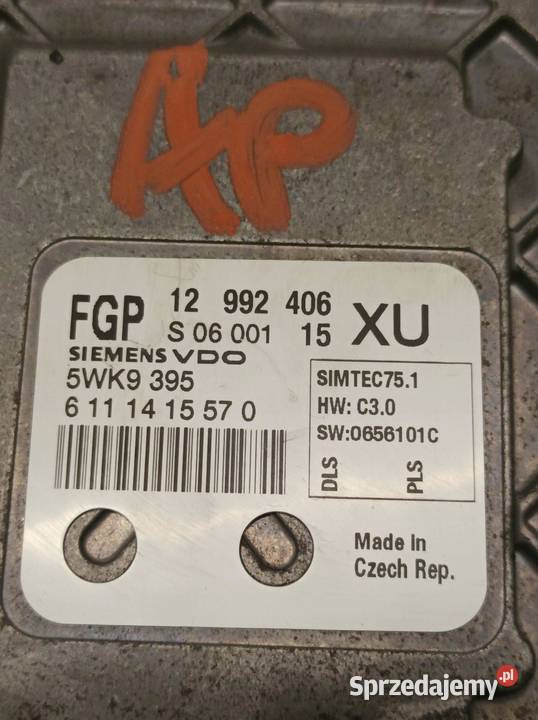 AP
FGP 12 992 406 XU
S 06 001 15
SIEMENS VDO
5WK9 395
6 11 14 15 57 0
SIMTEC75.1
HW: C3.0
SW:0656101C
DLS PLS
Made in
Czech Rep.
Sprzedajemy.pl